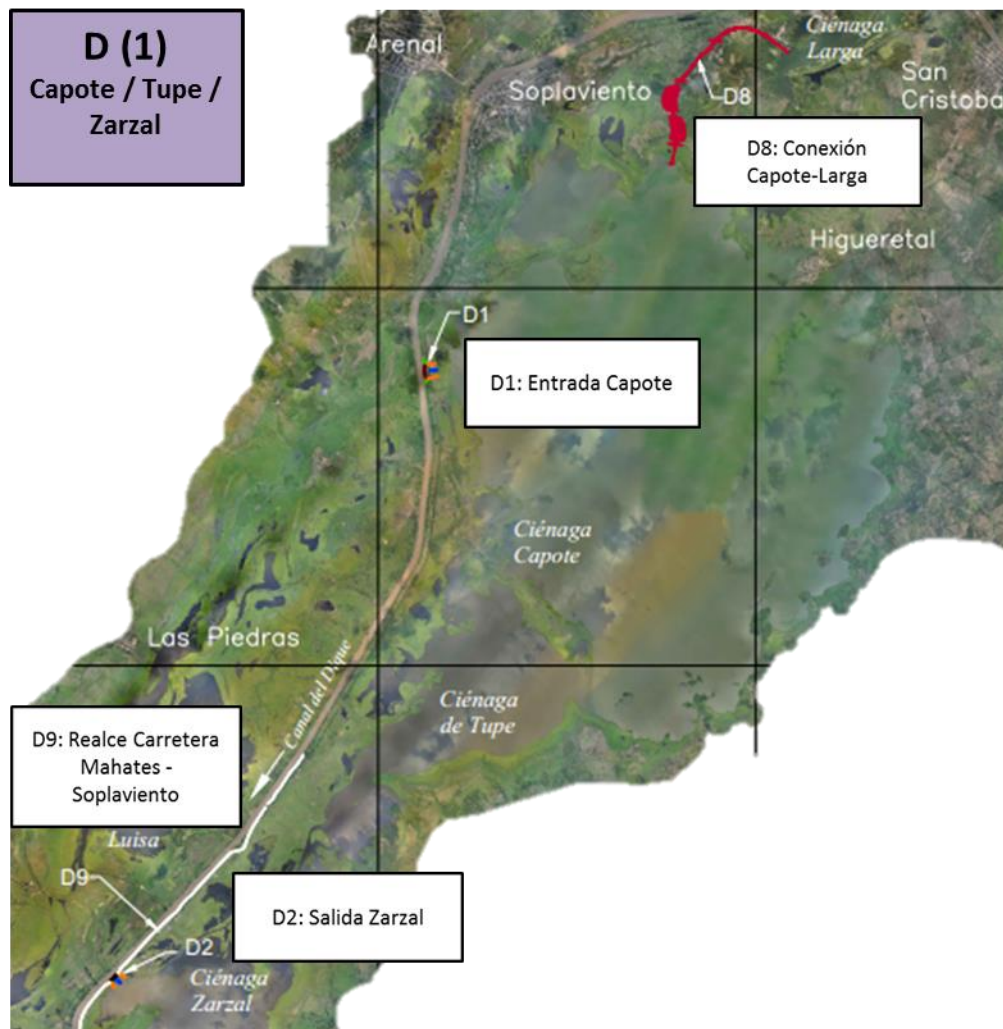 D (1)
Capote / Tupe /
Zarzal
Arenal
Ciénaga
Larga
Soplaviento
D8
San
Cristoba
D8: Conexión
Capote-Larga
Higueretal
D1
D1: Entrada Capote
Ciénaga
Capote
Las Piedras
Canal del Dique
Ciénaga
de Tupe
D9: Realce Carretera
Mahates -
Soplaviento
Luisa
D9
D2: Salida Zarzal
D2
Ciénaga
Zarzal